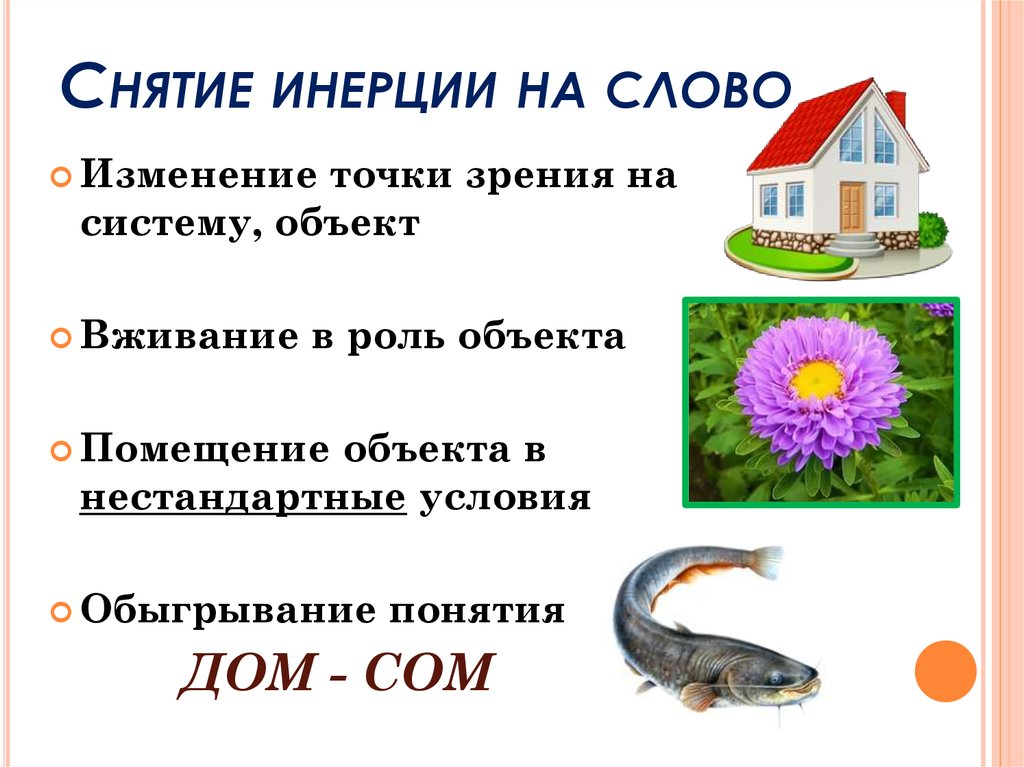 Снятие инерции на слово
Изменение точки зрения на
систему, объект
Вживание в роль объекта
Помещение объекта в
нестандартные условия
Обыгрывание понятия
ДОМ - СОМ